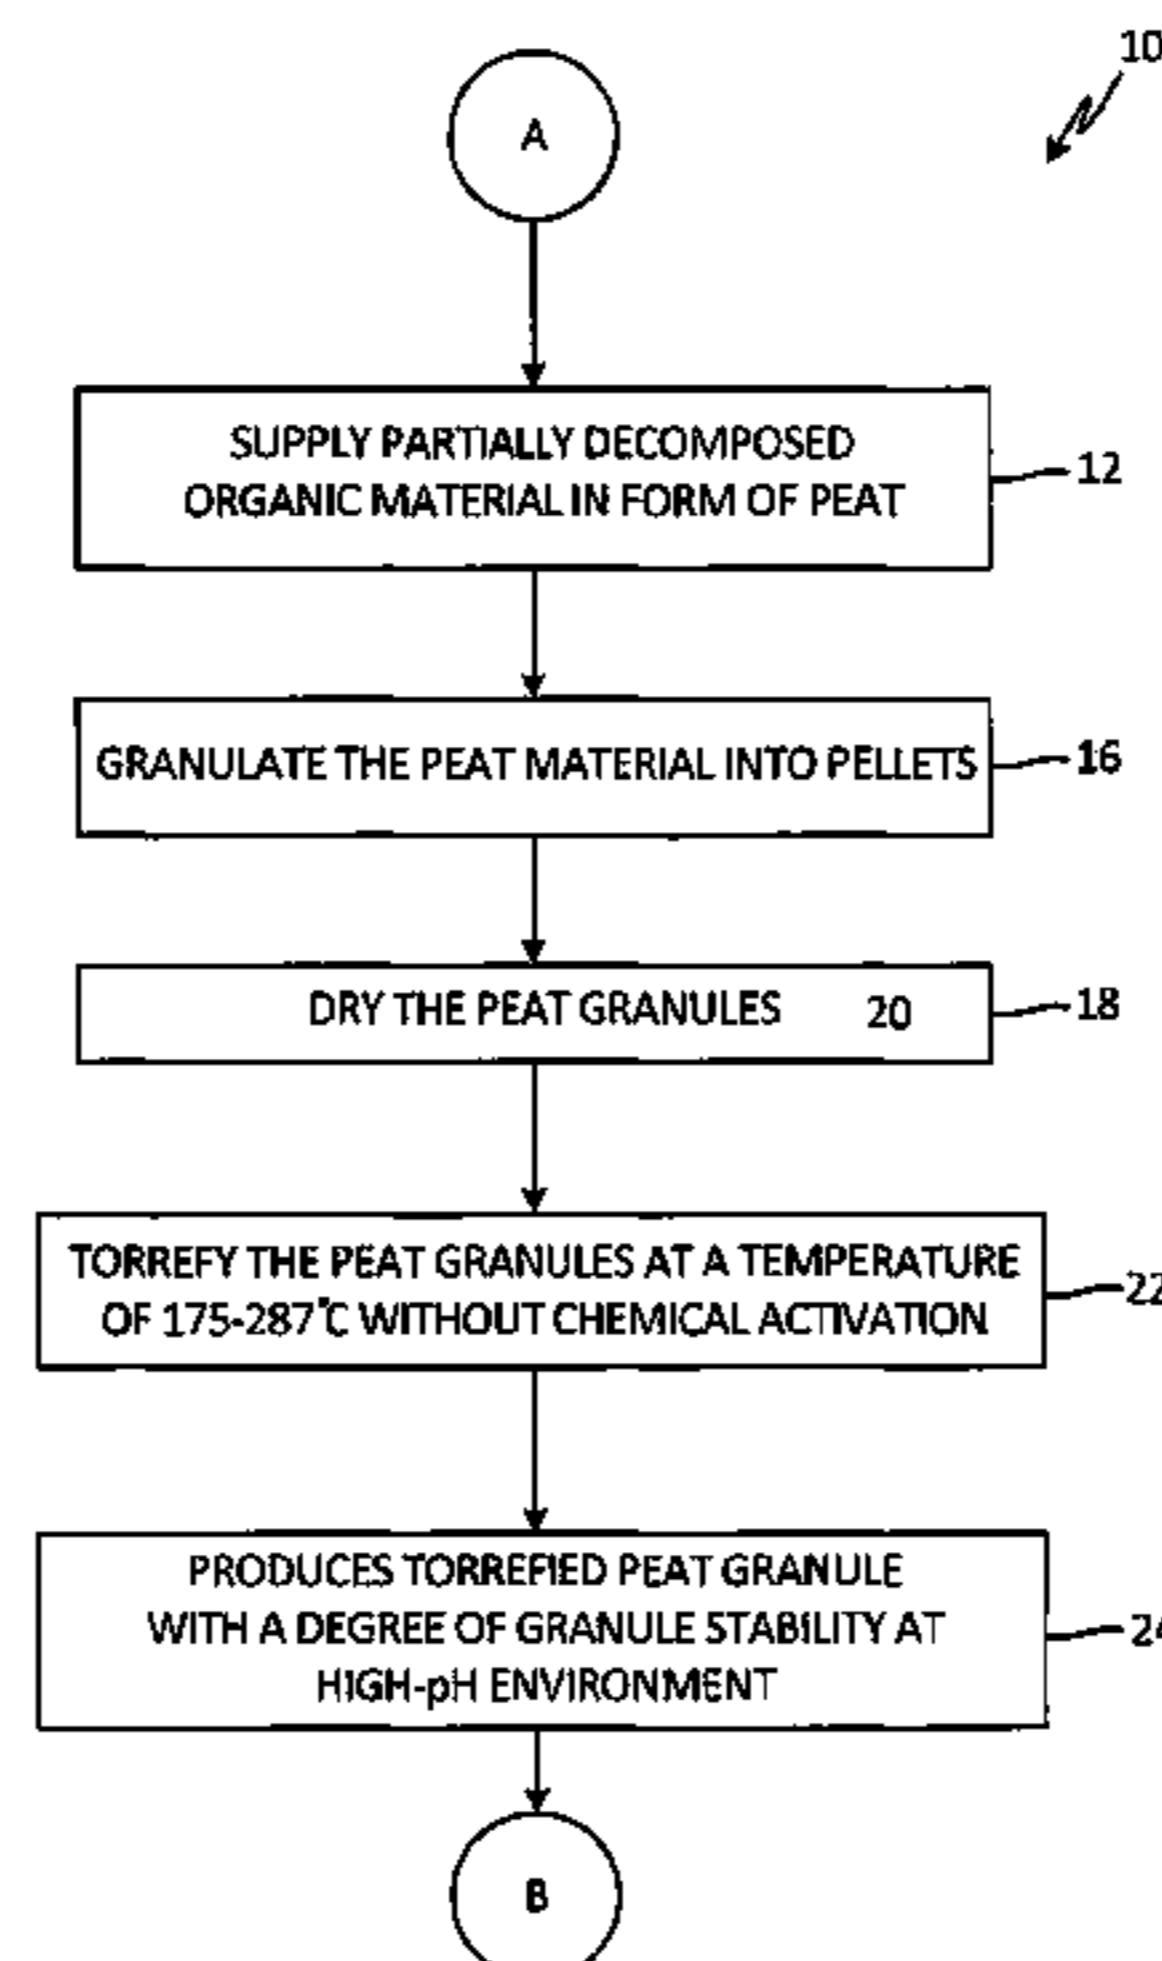 10
A
SUPPLY PARTIALLY DECOMPOSED
ORGANIC MATERIAL IN FORM OF PEAT
12
GRANULATE THE PEAT MATERIAL INTO PELLETS
16
DRY THE PEAT GRANULES 20
18
TORREFY THE PEAT GRANULES AT A TEMPERATURE
OF 175-287°C WITHOUT CHEMICAL ACTIVATION
22
PRODUCES TORREFIED PEAT GRANULE
WITH A DEGREE OF GRANULE STABILITY AT
HIGH-pH ENVIRONMENT
24
B